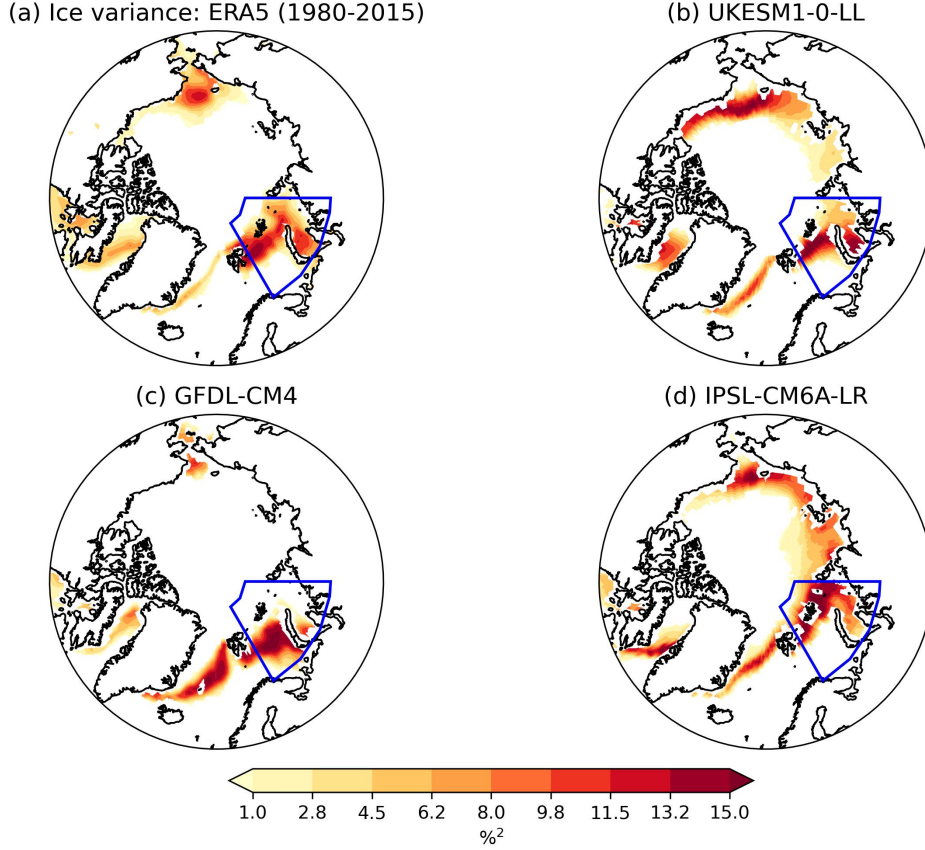 (a) Ice variance: ERA5 (1980-2015)
(b) UKESM1-0-LL
(c) GFDL-CM4
(d) IPSL-CM6A-LR
1.0 2.8 4.5 6.2 8.0 9.8 11.5 13.2 15.0
%²